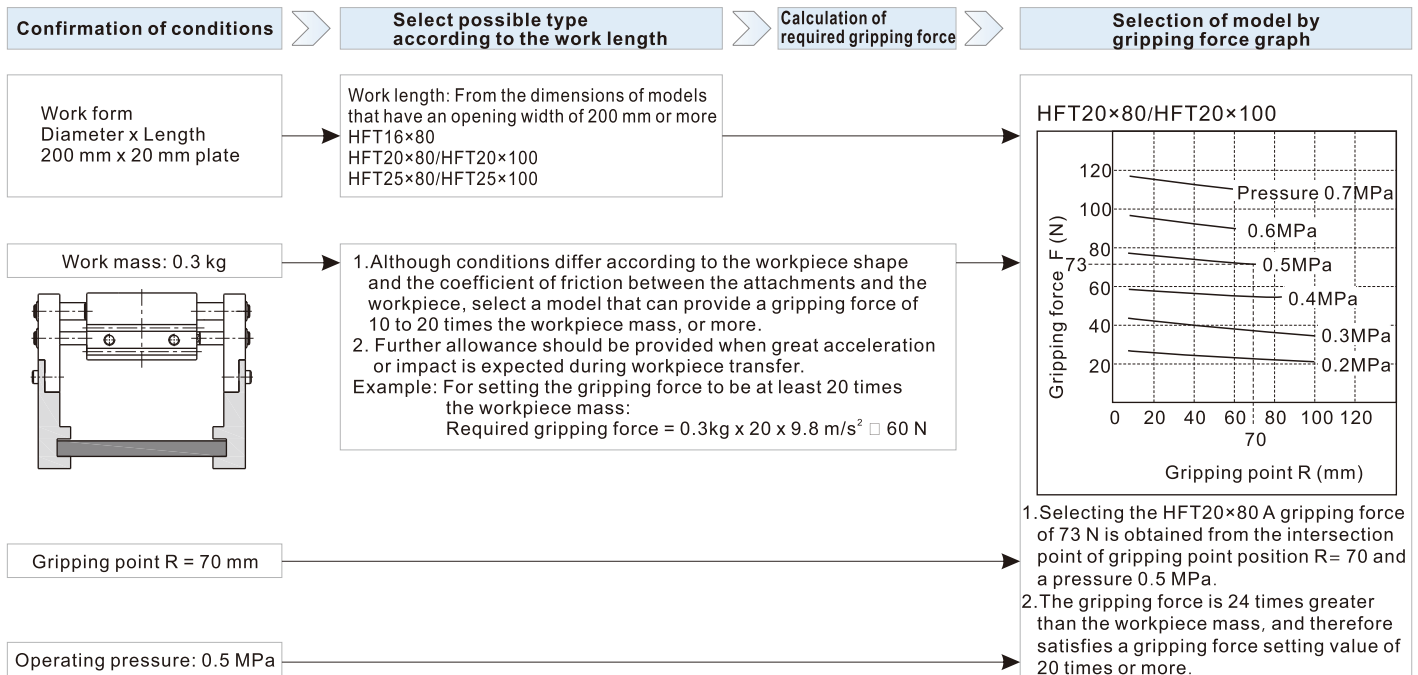 Confirmation of conditions
Select possible type
according to the work length
Calculation of
required gripping force
Selection of model by
gripping force graph
Work form
Diameter x Length
200 mm x 20 mm plate
Work length: From the dimensions of models
that have an opening width of 200 mm or more
HFT16×80
HFT20×80/HFT20×100
HFT25×80/HFT25×100
Work mass: 0.3 kg
1.Although conditions differ according to the workpiece shape
and the coefficient of friction between the attachments and the
workpiece, select a model that can provide a gripping force of
10 to 20 times the workpiece mass, or more.
2. Further allowance should be provided when great acceleration
or impact is expected during workpiece transfer.
Example: For setting the gripping force to be at least 20 times
the workpiece mass:
Required gripping force = 0.3kg x 20 x 9.8 m/s² □ 60 N
Gripping point R = 70 mm
Operating pressure: 0.5 MPa
HFT20×80/HFT20×100
Gripping force F (N)
120
100
80
73
60
40
20
Pressure 0.7MPa
0.6MPa
0.5MPa
0.4MPa
0.3MPa
0.2MPa
0 20 40 60 80 100 120
70
Gripping point R (mm)
1.Selecting the HFT20×80 A gripping force
of 73 N is obtained from the intersection
point of gripping point position R= 70 and
a pressure 0.5 MPa.
2.The gripping force is 24 times greater
than the workpiece mass, and therefore
satisfies a gripping force setting value of
20 times or more.